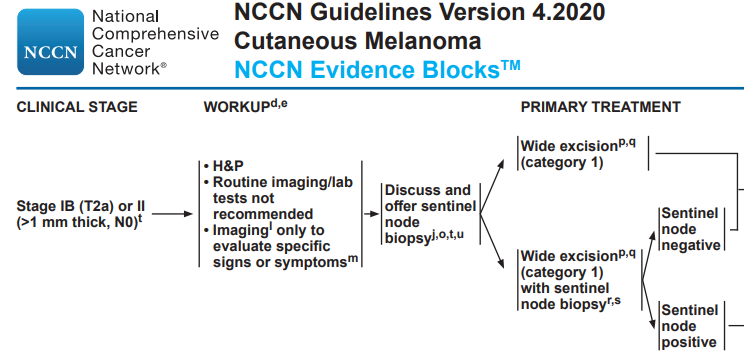 NCCN
National
Comprehensive
Cancer
Network®
NCCN Guidelines Version 4.2020
Cutaneous Melanoma
NCCN Evidence Blocks™
CLINICAL STAGE
WORKUPd,e
PRIMARY TREATMENT
Stage IB (T2a) or II
(>1 mm thick, N0)t
• H&P
• Routine imaging/lab
tests not
recommended
• Imagingl only to
evaluate specific
signs or symptomsm
Discuss and
offer sentinel
node
biopsyj,o,t,u
Wide excisionp,q
(category 1)
Wide excisionp,q
(category 1)
with sentinel
node biopsyr,s
Sentinel
node
negative
Sentinel
node
positive